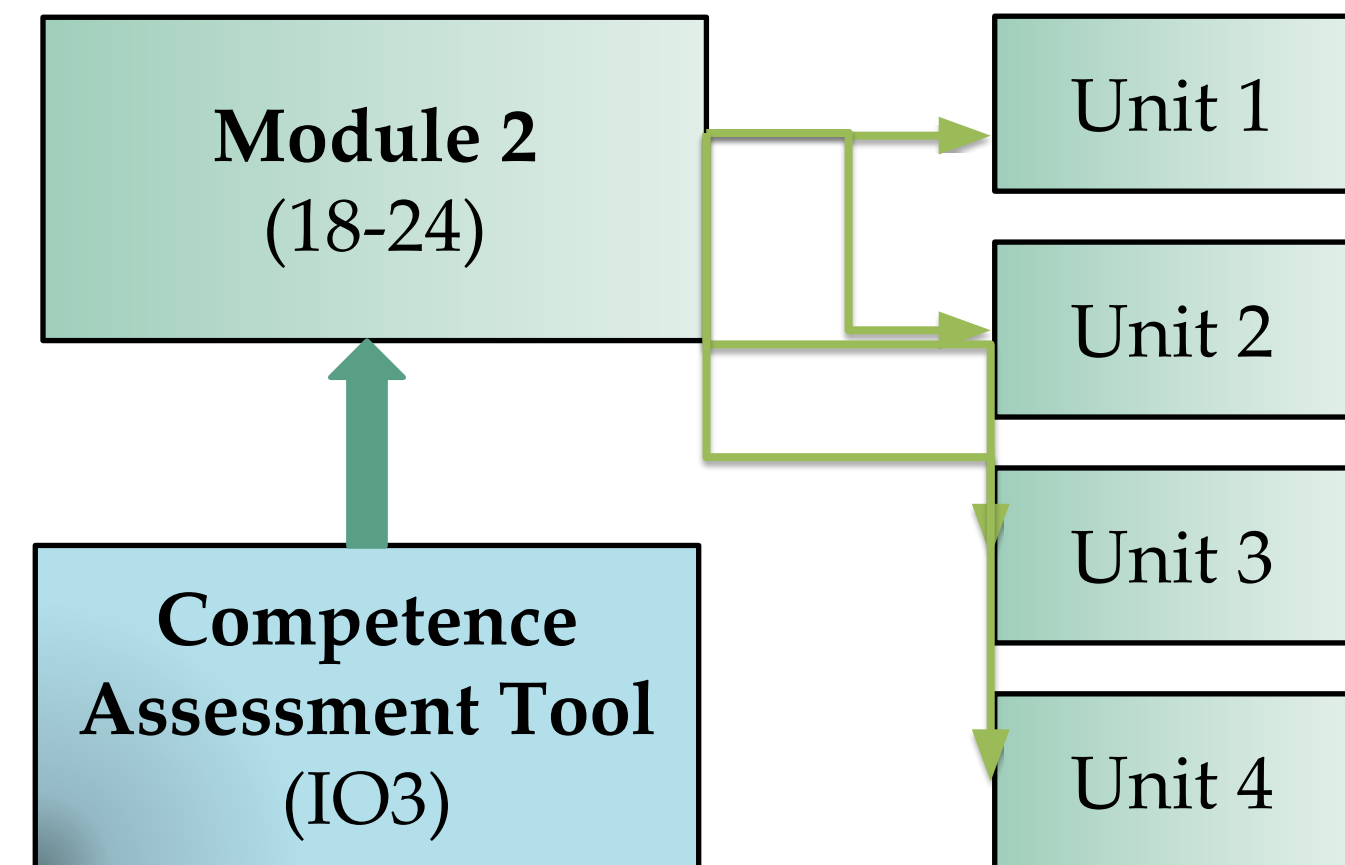 Module 2
(18-24)
Competence
Assessment Tool
(IO3)
Unit 1
Unit 2
Unit 3
Unit 4